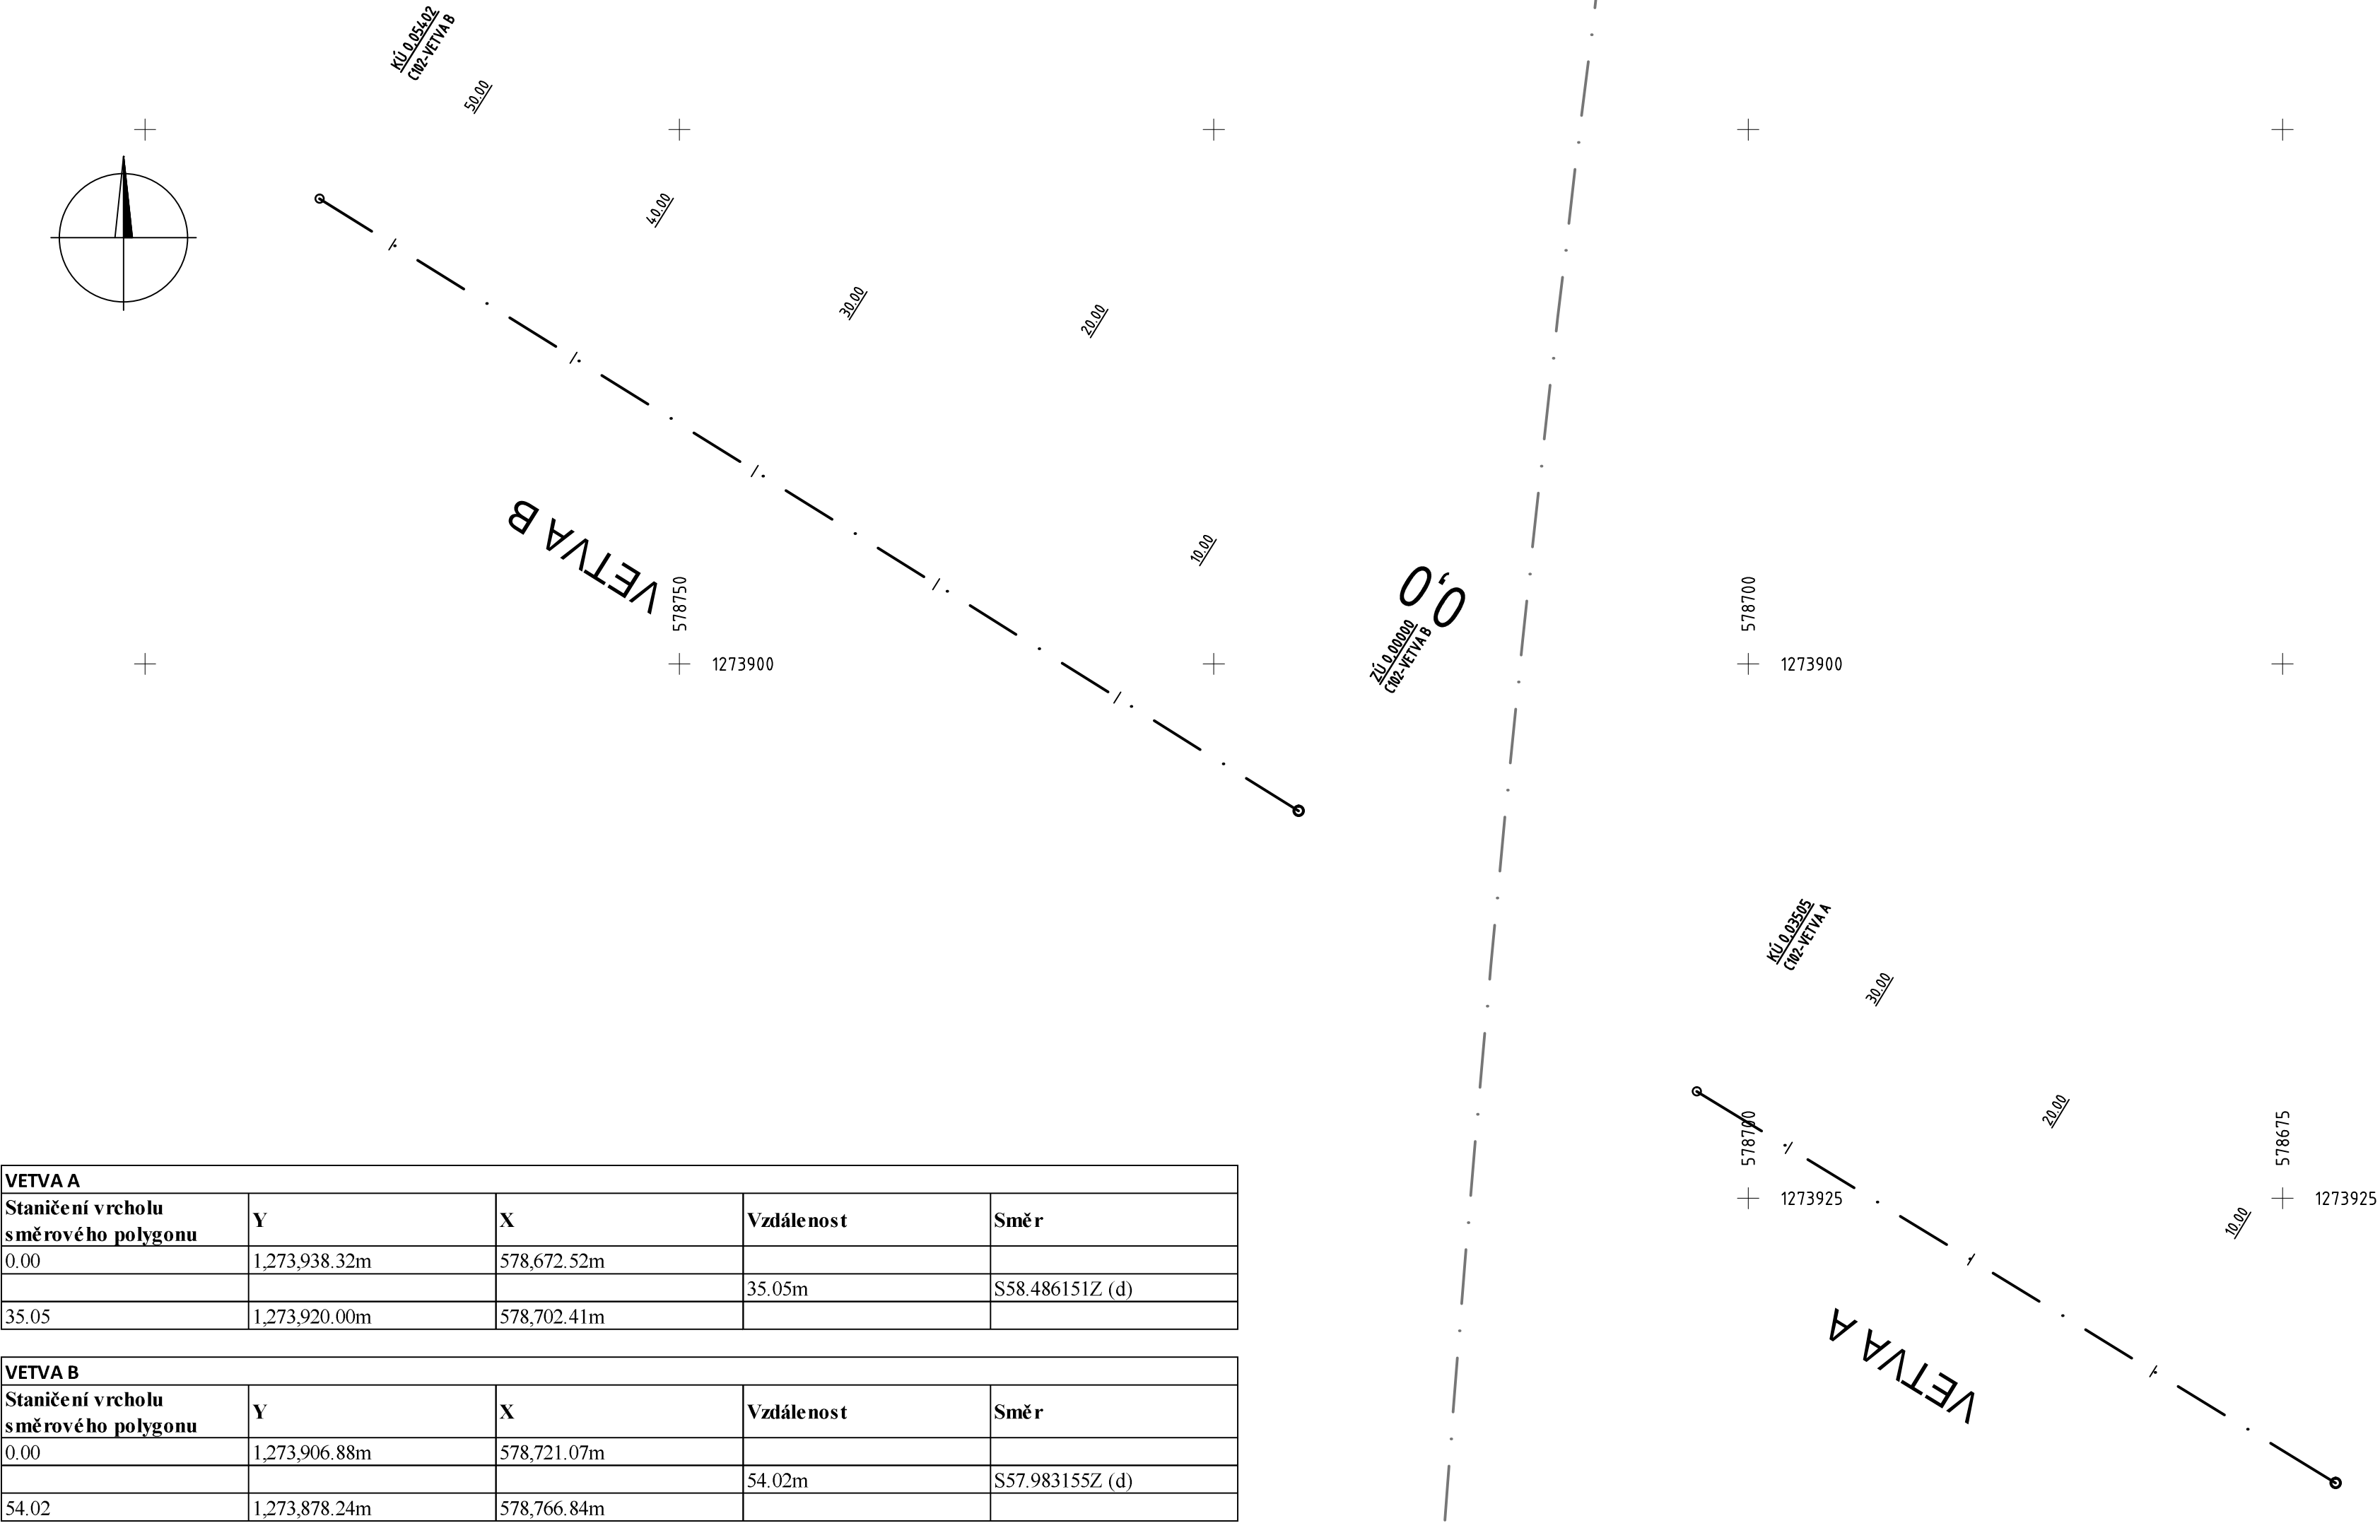 KÚ 0,05402
C102-VETVA B
50.00
40.00
30.00
20.00
10.00
VETVA B
578750
1273900
0,0
ZÚ 0,00000
C102-VETVA B
578700
1273900
KÚ 0,03505
C102-VETVA A
30.00
20.00
10.00
578700
1273925
578675
1273925
VETVA A
VETVA A
Staničení vrcholu
směrového polygonu
Y
X
Vzdálenost
Směr
0.00 1,273,938.32m 578,672.52m
35.05m S58.486151Z (d)
35.05 1,273,920.00m 578,702.41m
VETVA B
Staničení vrcholu
směrového polygonu
Y
X
Vzdálenost
Směr
0.00 1,273,906.88m 578,721.07m
54.02m S57.983155Z (d)
54.02 1,273,878.24m 578,766.84m